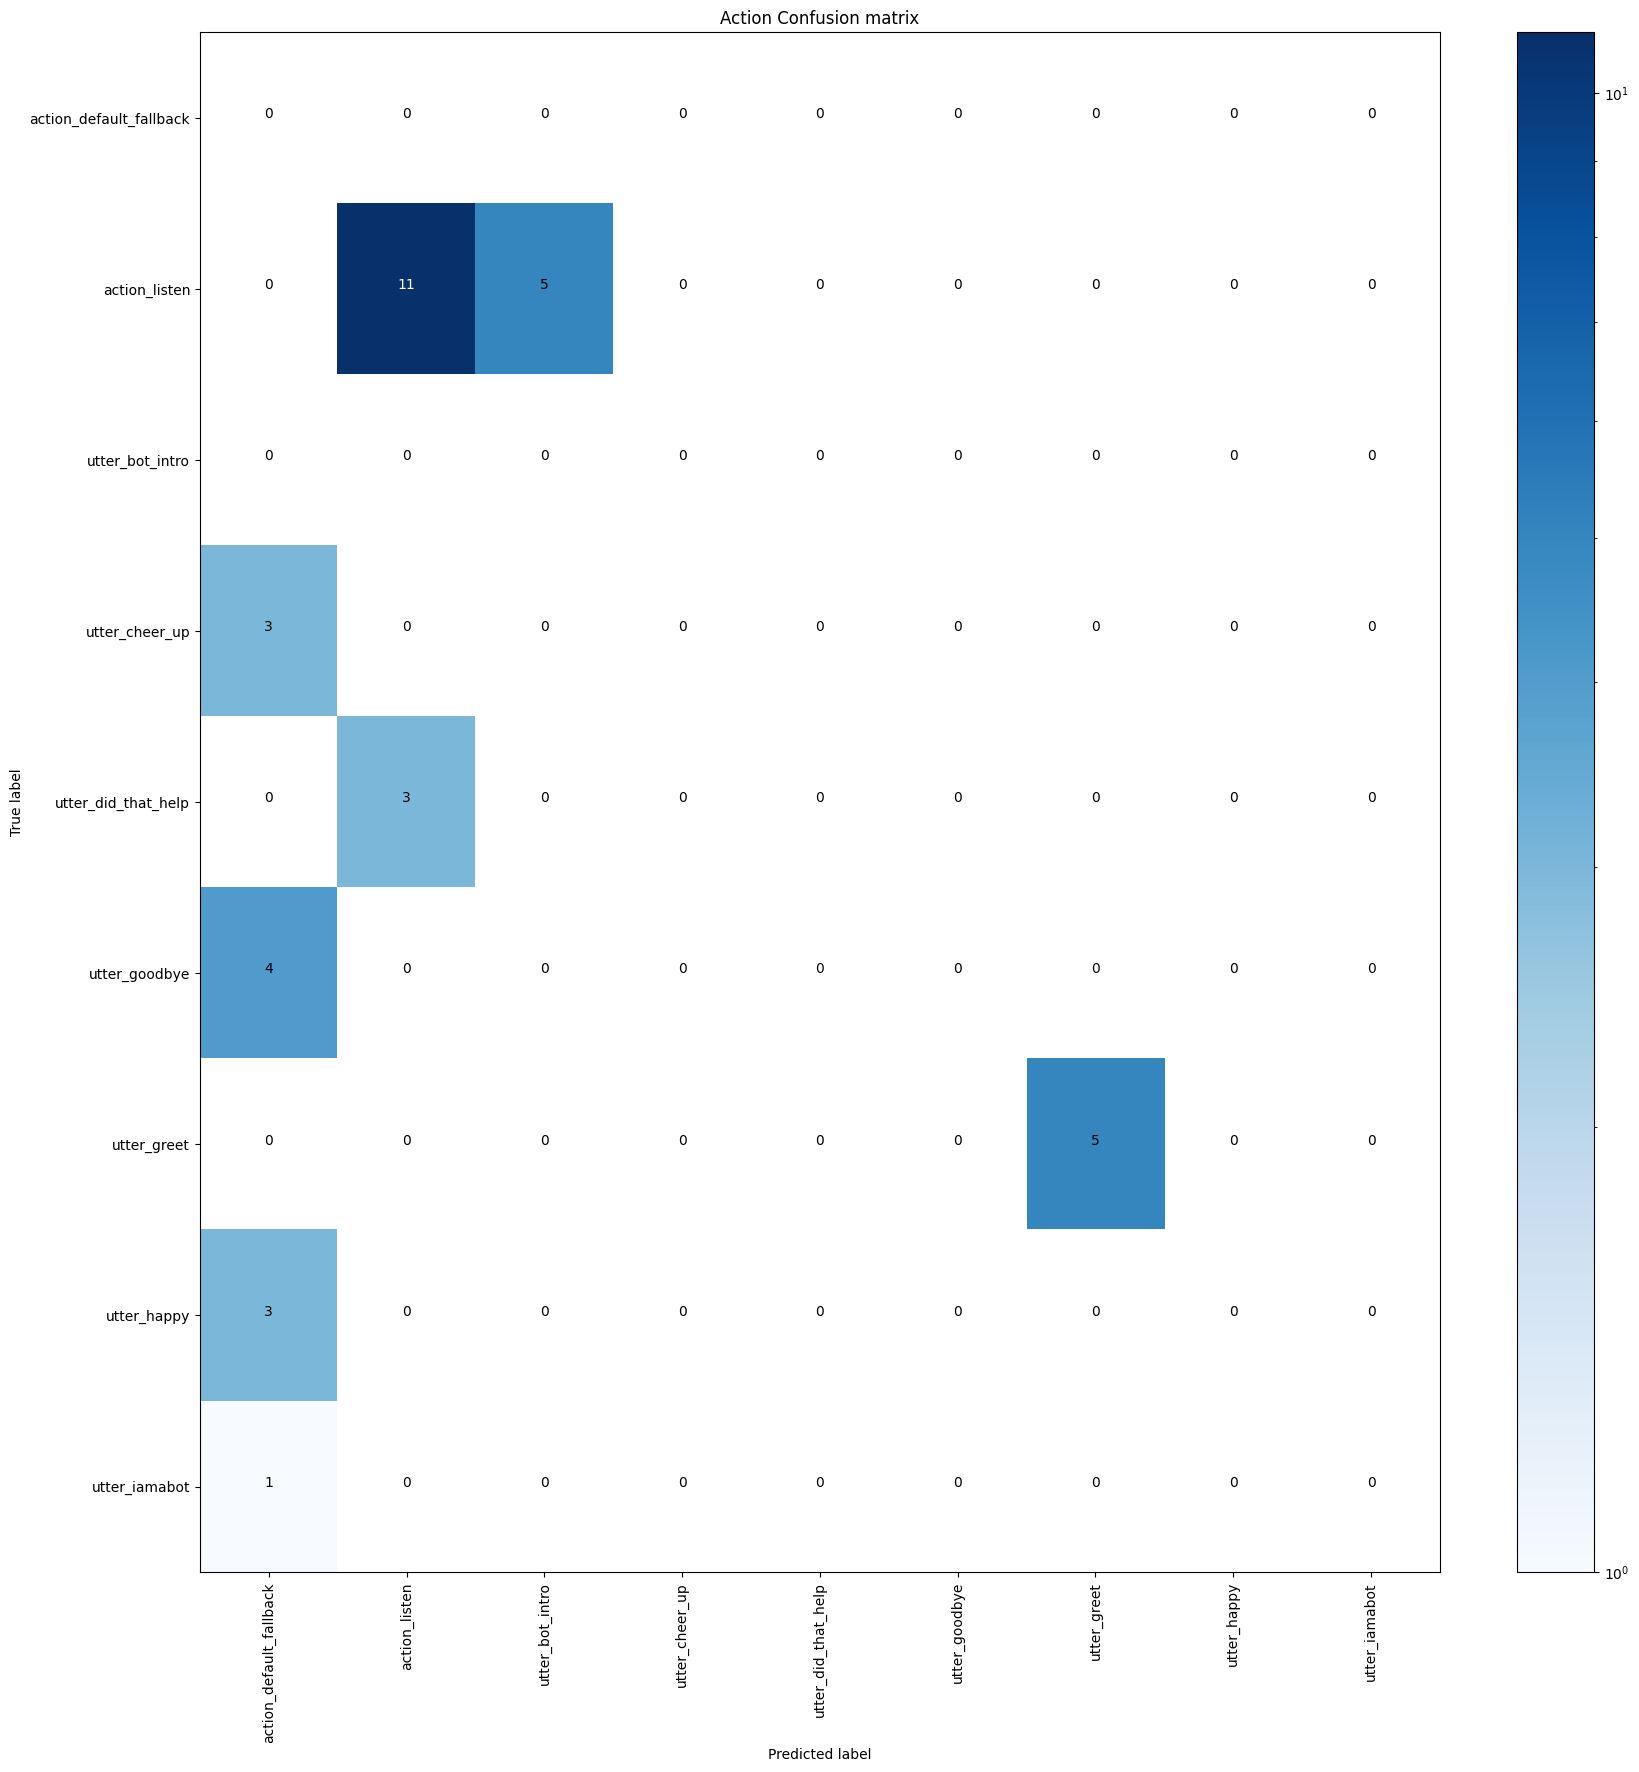 Action Confusion matrix
action_default_fallback 0 0 0 0 0 0 0 0 0
action_listen 0 11 5 0 0 0 0 0 0
utter_bot_intro 0 0 0 0 0 0 0 0 0
utter_cheer_up 3 0 0 0 0 0 0 0 0
utter_did_that_help 0 3 0 0 0 0 0 0 0
utter_goodbye 4 0 0 0 0 0 0 0 0
utter_greet 0 0 0 0 0 0 5 0 0
utter_happy 3 0 0 0 0 0 0 0 0
utter_iamabot 1 0 0 0 0 0 0 0 0
True label
action_default_fallback
action_listen
utter_bot_intro
utter_cheer_up
utter_did_that_help
utter_goodbye
utter_greet
utter_happy
utter_iamabot
Predicted label
10¹
10⁰